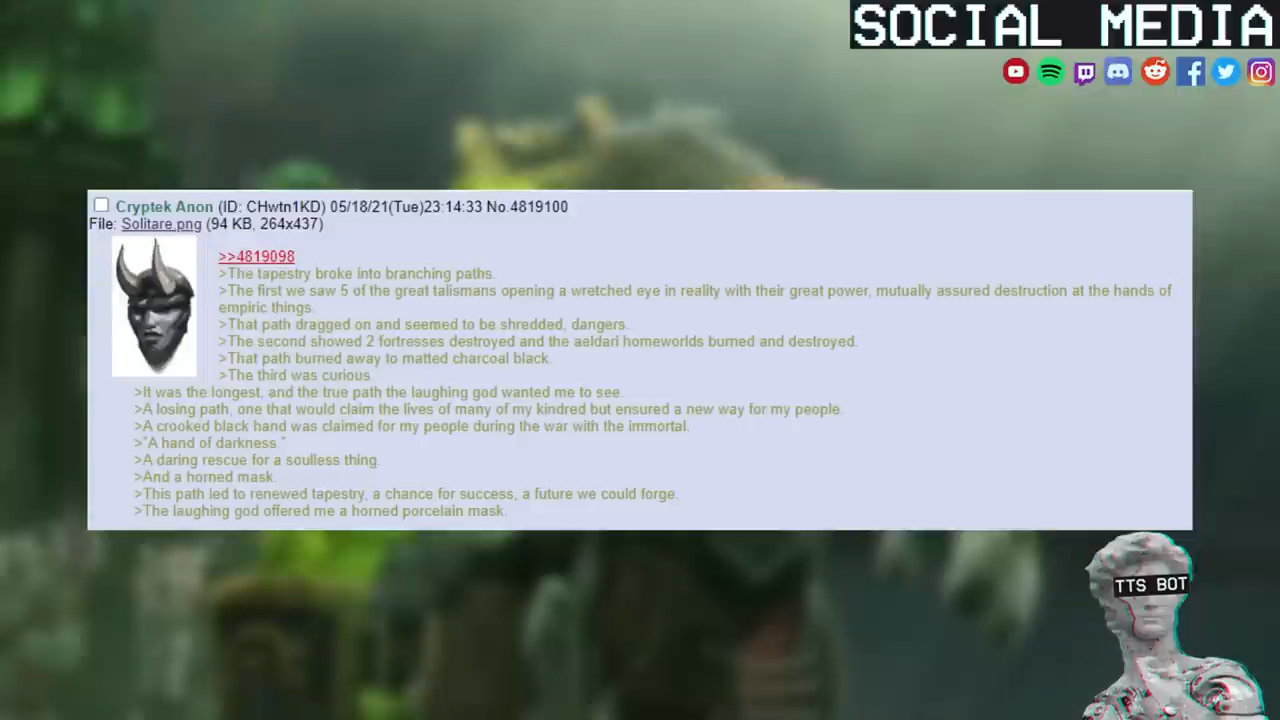 SOCIAL MEDIA
Cryptek Anon (ID: CHwtn1KD) 05/18/21(Tue)23:14:33 No.4819100
File: Solitare.png (94 KB, 264x437)
>>4819098
>The tapestry broke into branching paths.
>The first we saw 5 of the great talismans opening a wretched eye in reality with their great power, mutually assured destruction at the hands of
empiric things.
>That path dragged on and seemed to be shredded, dangers.
>The second showed 2 fortresses destroyed and the aeldari homeworlds burned and destroyed.
>That path burned away to matted charcoal black.
>The third was curious.
>It was the longest, and the true path the laughing god wanted me to see.
>A losing path, one that would claim the lives of many of my kindred but ensured a new way for my people.
>A crooked black hand was claimed for my people during the war with the immortal.
>"A hand of darkness."
>A daring rescue for a soulless thing.
>And a horned mask.
>This path led to renewed tapestry, a chance for success, a future we could forge.
>The laughing god offered me a horned porcelain mask.
TTS BOT